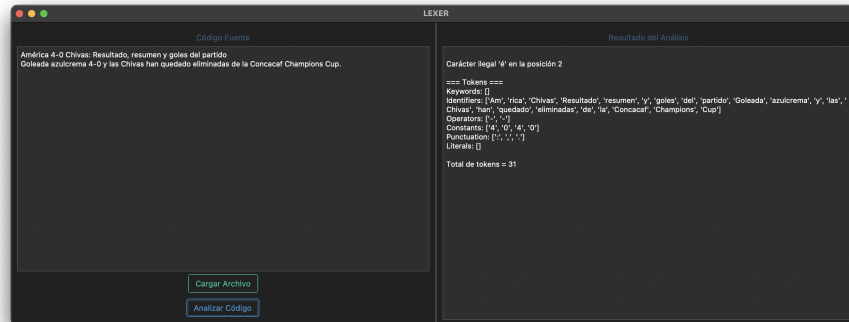 LEXER
Código Fuente
América 4-0 Chivas: Resultado, resumen y goles del partido
Goleada azulcrema 4-0 y las Chivas han quedado eliminadas de la Concacaf Champions Cup.
Cargar Archivo
Analizar Código
Resultado del Análisis
Carácter ilegal 'é' en la posición 2
=== Tokens ===
Keywords: []
Identifiers: ['Am', 'rica', 'Chivas', 'Resultado', 'resumen', 'y', 'goles', 'del', 'partido', 'Goleada', 'azulcrema', 'y', 'las', '
Chivas', 'han', 'quedado', 'eliminadas', 'de', 'la', 'Concacaf', 'Champions', 'Cup']
Operators: ['-', '-']
Constants: ['4', '0', '4', '0']
Punctuation: [':', ',', '.']
Literals: []
Total de tokens = 31